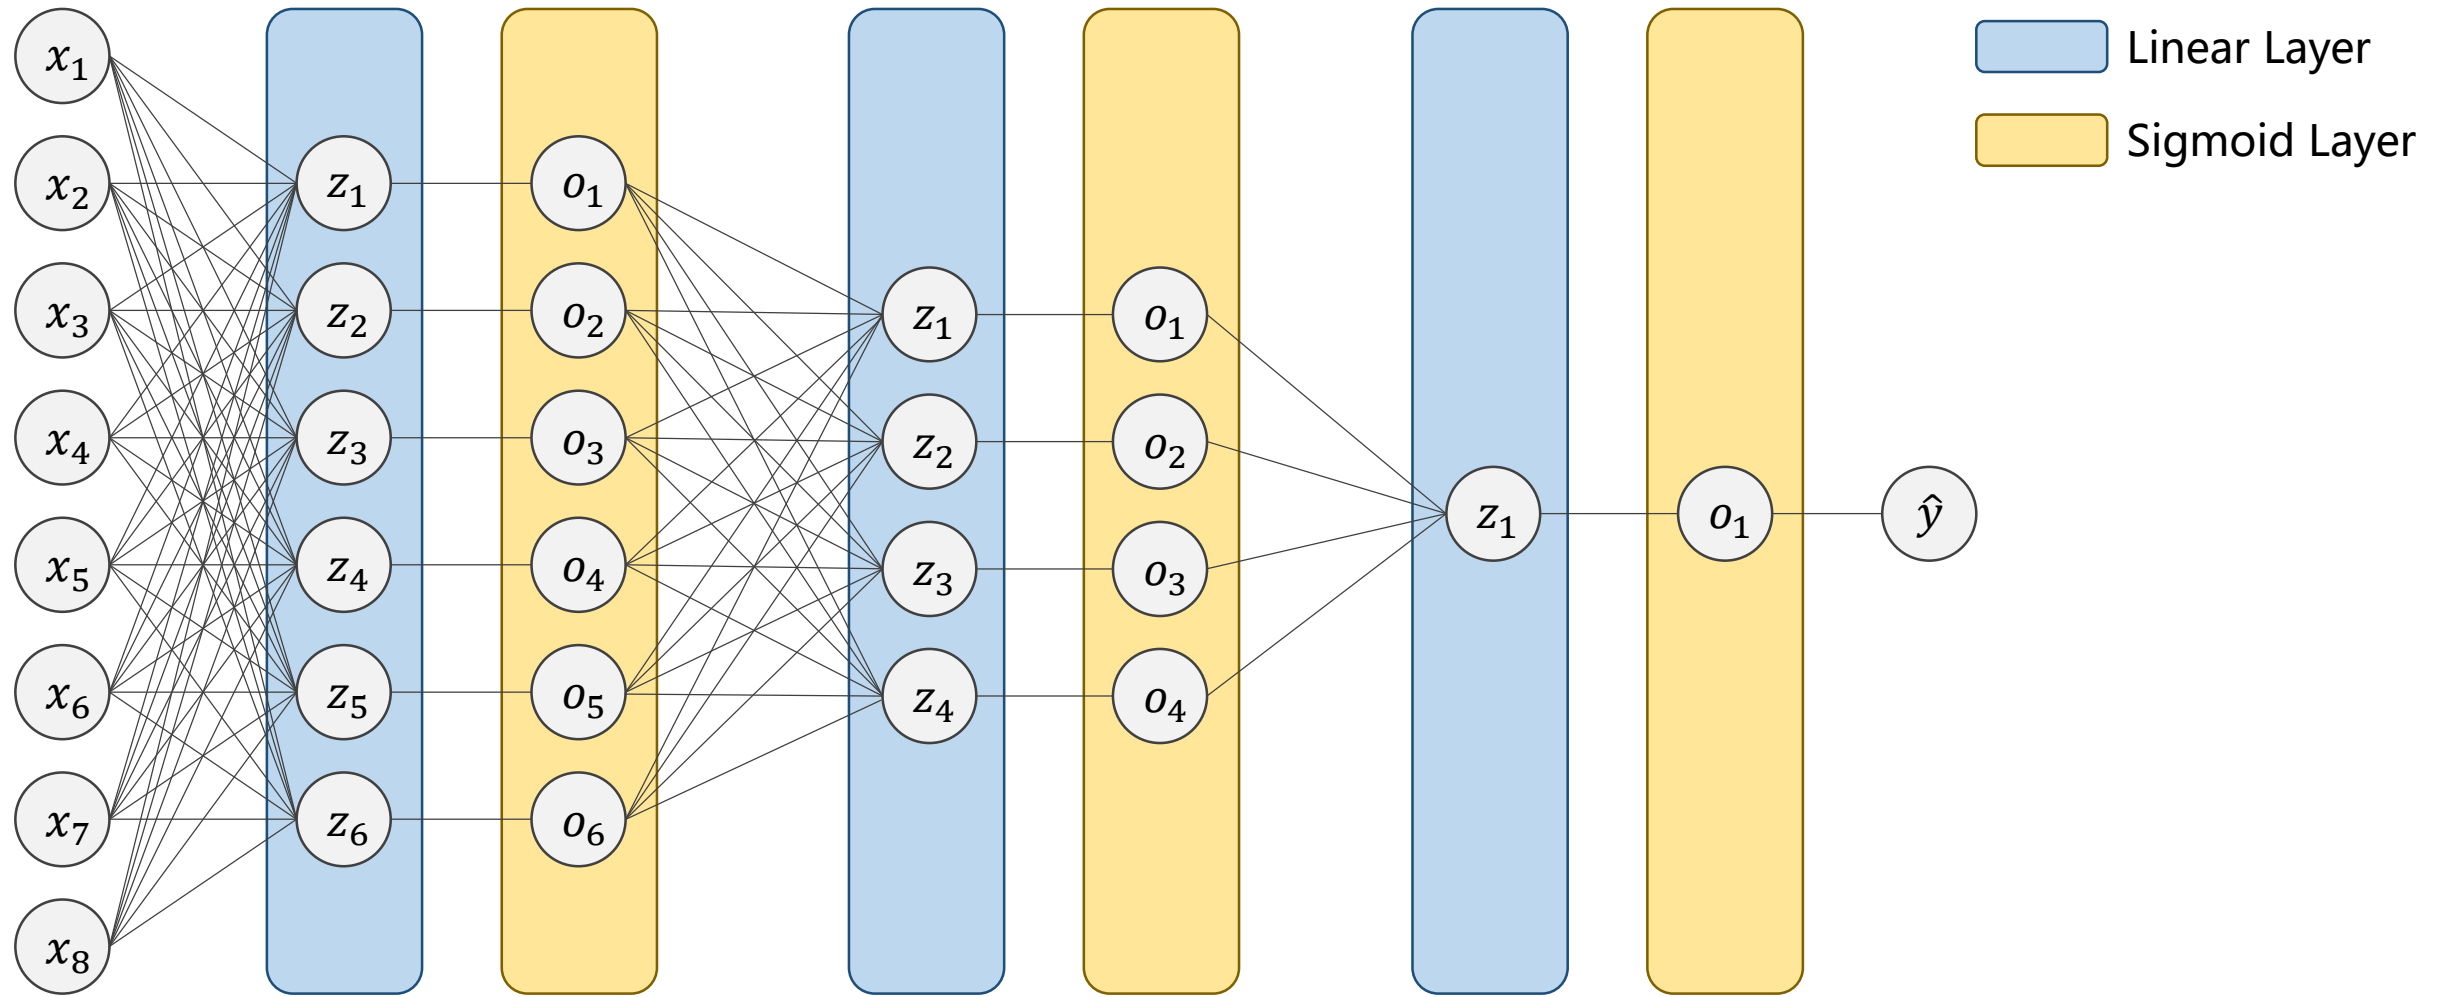 x₁
x₂
x₃
x₄
x₅
x₆
x₇
x₈
z₁
z₂
z₃
z₄
z₅
z₆
o₁
o₂
o₃
o₄
o₅
o₆
z₁
z₂
z₃
z₄
o₁
o₂
o₃
o₄
z₁
o₁
ŷ
Linear Layer
Sigmoid Layer